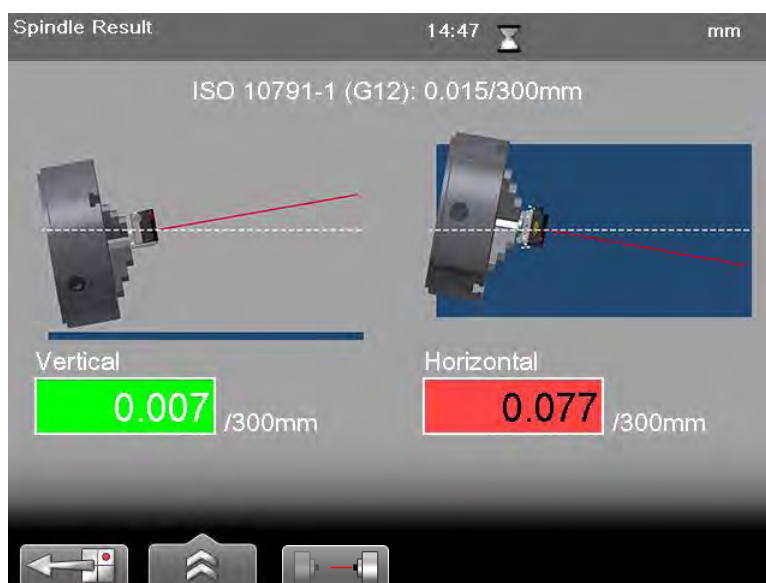 Spindle Result 14:47 mm
ISO 10791-1 (G12): 0.015/300mm
Vertical Horizontal
0.007 /300mm 0.077 /300mm